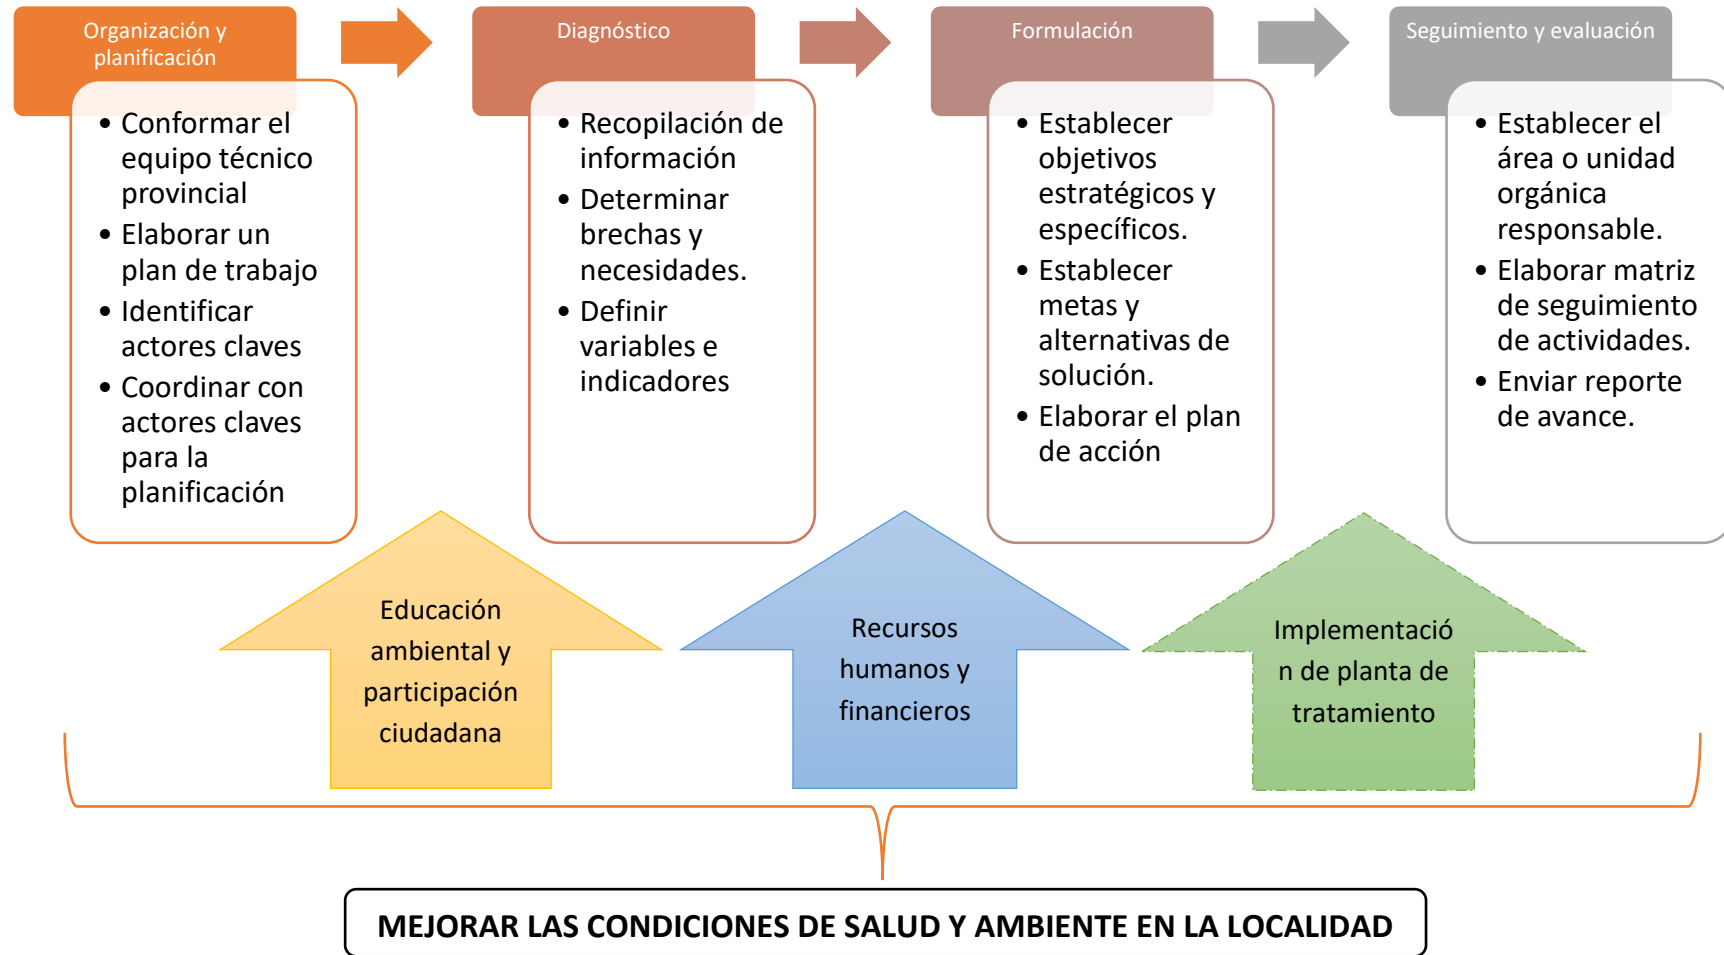 Organización y
planificación
• Conformar el
equipo técnico
provincial
• Elaborar un
plan de trabajo
• Identificar
actores claves
• Coordinar con
actores claves
para la
planificación
Diagnóstico
• Recopilación de
información
• Determinar
brechas y
necesidades.
• Definir
variables e
indicadores
Formulación
• Establecer
objetivos
estratégicos y
específicos.
• Establecer
metas y
alternativas de
solución.
• Elaborar el plan
de acción
Seguimiento y evaluación
• Establecer el
área o unidad
orgánica
responsable.
• Elaborar matriz
de seguimiento
de actividades.
• Enviar reporte
de avance.
Educación
ambiental y
participación
ciudadana
Recursos
humanos y
financieros
Implementació
n de planta de
tratamiento
MEJORAR LAS CONDICIONES DE SALUD Y AMBIENTE EN LA LOCALIDAD